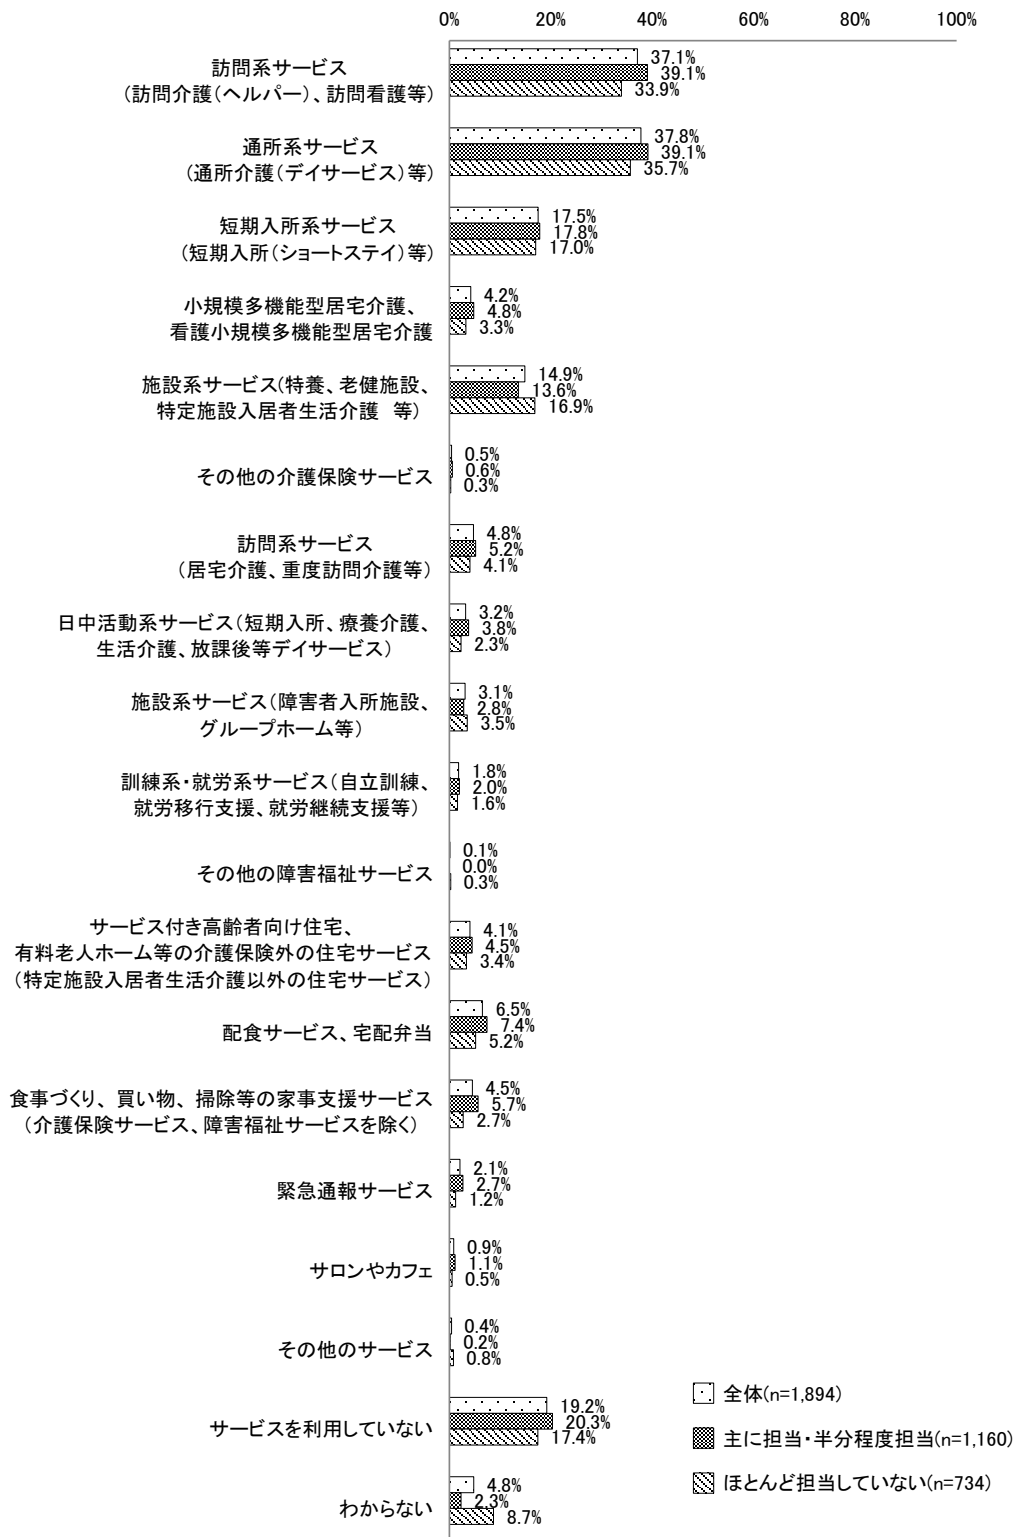 0% 20% 40% 60% 80% 100%
訪問系サービス
（訪問介護（ヘルパー）、訪問看護等）
37.1%
39.1%
33.9%
通所系サービス
（通所介護（デイサービス）等）
37.8%
39.1%
35.7%
短期入所系サービス
（短期入所（ショートステイ）等）
17.5%
17.8%
17.0%
小規模多機能型居宅介護、
看護小規模多機能型居宅介護
4.2%
4.8%
3.3%
施設系サービス（特養、老健施設、
特定施設入居者生活介護　等）
14.9%
13.6%
16.9%
その他の介護保険サービス
0.5%
0.6%
0.3%
訪問系サービス
（居宅介護、重度訪問介護等）
4.8%
5.2%
4.1%
日中活動系サービス（短期入所、療養介護、
生活介護、放課後等デイサービス）
3.2%
3.8%
2.3%
施設系サービス（障害者入所施設、
グループホーム等）
3.1%
2.8%
3.5%
訓練系・就労系サービス（自立訓練、
就労移行支援、就労継続支援等）
1.8%
2.0%
1.6%
その他の障害福祉サービス
0.1%
0.0%
0.3%
サービス付き高齢者向け住宅、
有料老人ホーム等の介護保険外の住宅サービス
（特定施設入居者生活介護以外の住宅サービス）
4.1%
4.5%
3.4%
配食サービス、宅配弁当
6.5%
7.4%
5.2%
食事づくり、買い物、掃除等の家事支援サービス
（介護保険サービス、障害福祉サービスを除く）
4.5%
5.7%
2.7%
緊急通報サービス
2.1%
2.7%
1.2%
サロンやカフェ
0.9%
1.1%
0.5%
その他のサービス
0.4%
0.2%
0.8%
サービスを利用していない
19.2%
20.3%
17.4%
わからない
4.8%
2.3%
8.7%
全体(n=1,894)
主に担当・半分程度担当(n=1,160)
ほとんど担当していない(n=734)